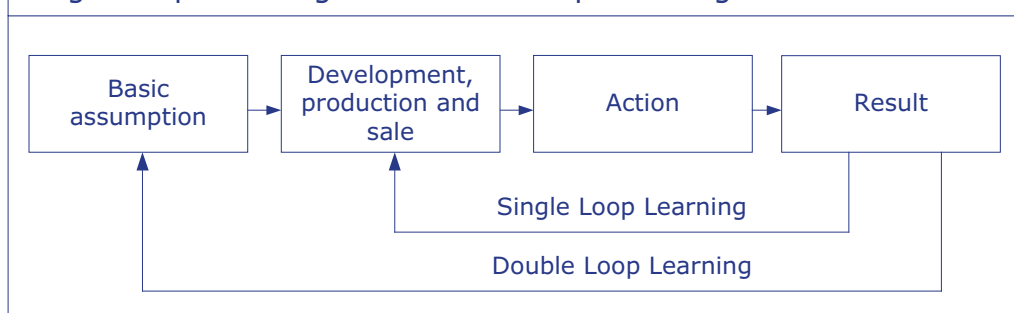 Basic
assumption
Development,
production and
sale
Action
Result
Single Loop Learning
Double Loop Learning